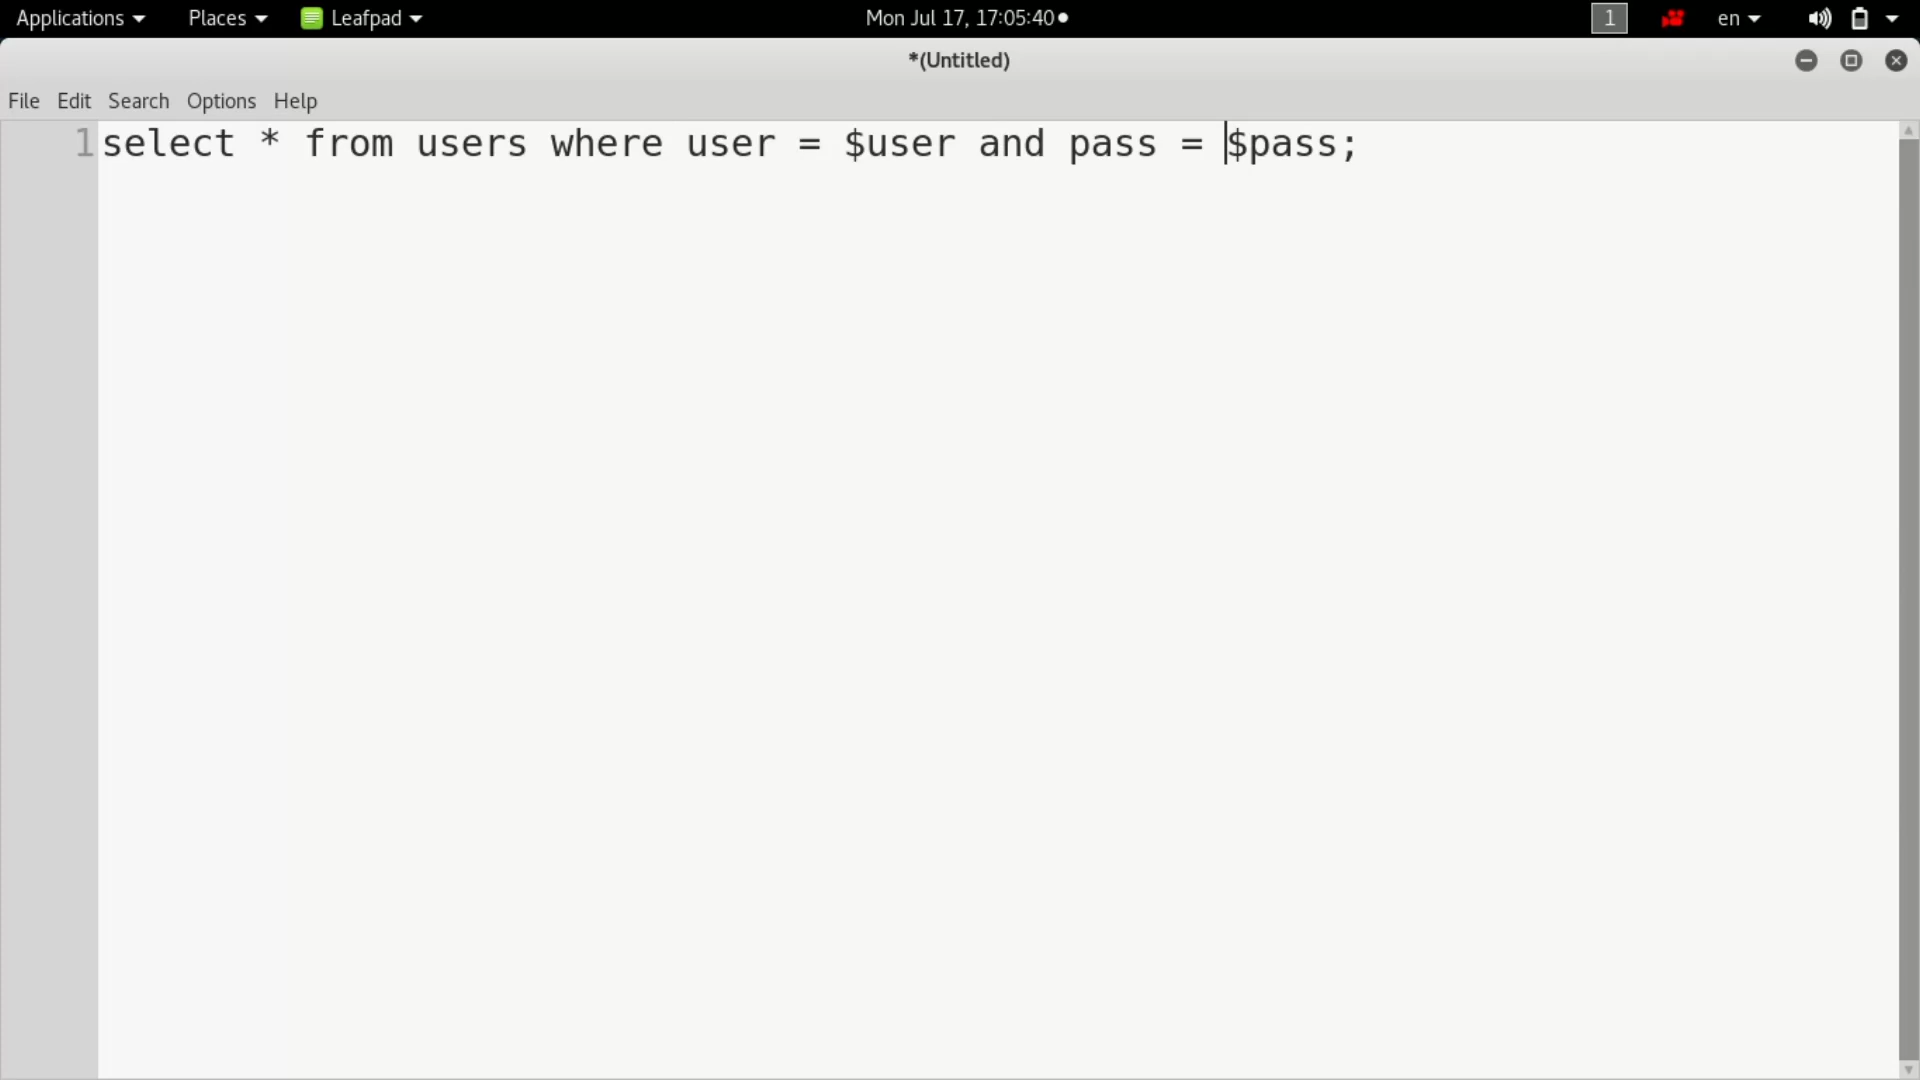 Applications Places Leafpad Mon Jul 17, 17:05:40 1 en
*(Untitled)
File Edit Search Options Help
1 select * from users where user = $user and pass = $pass;